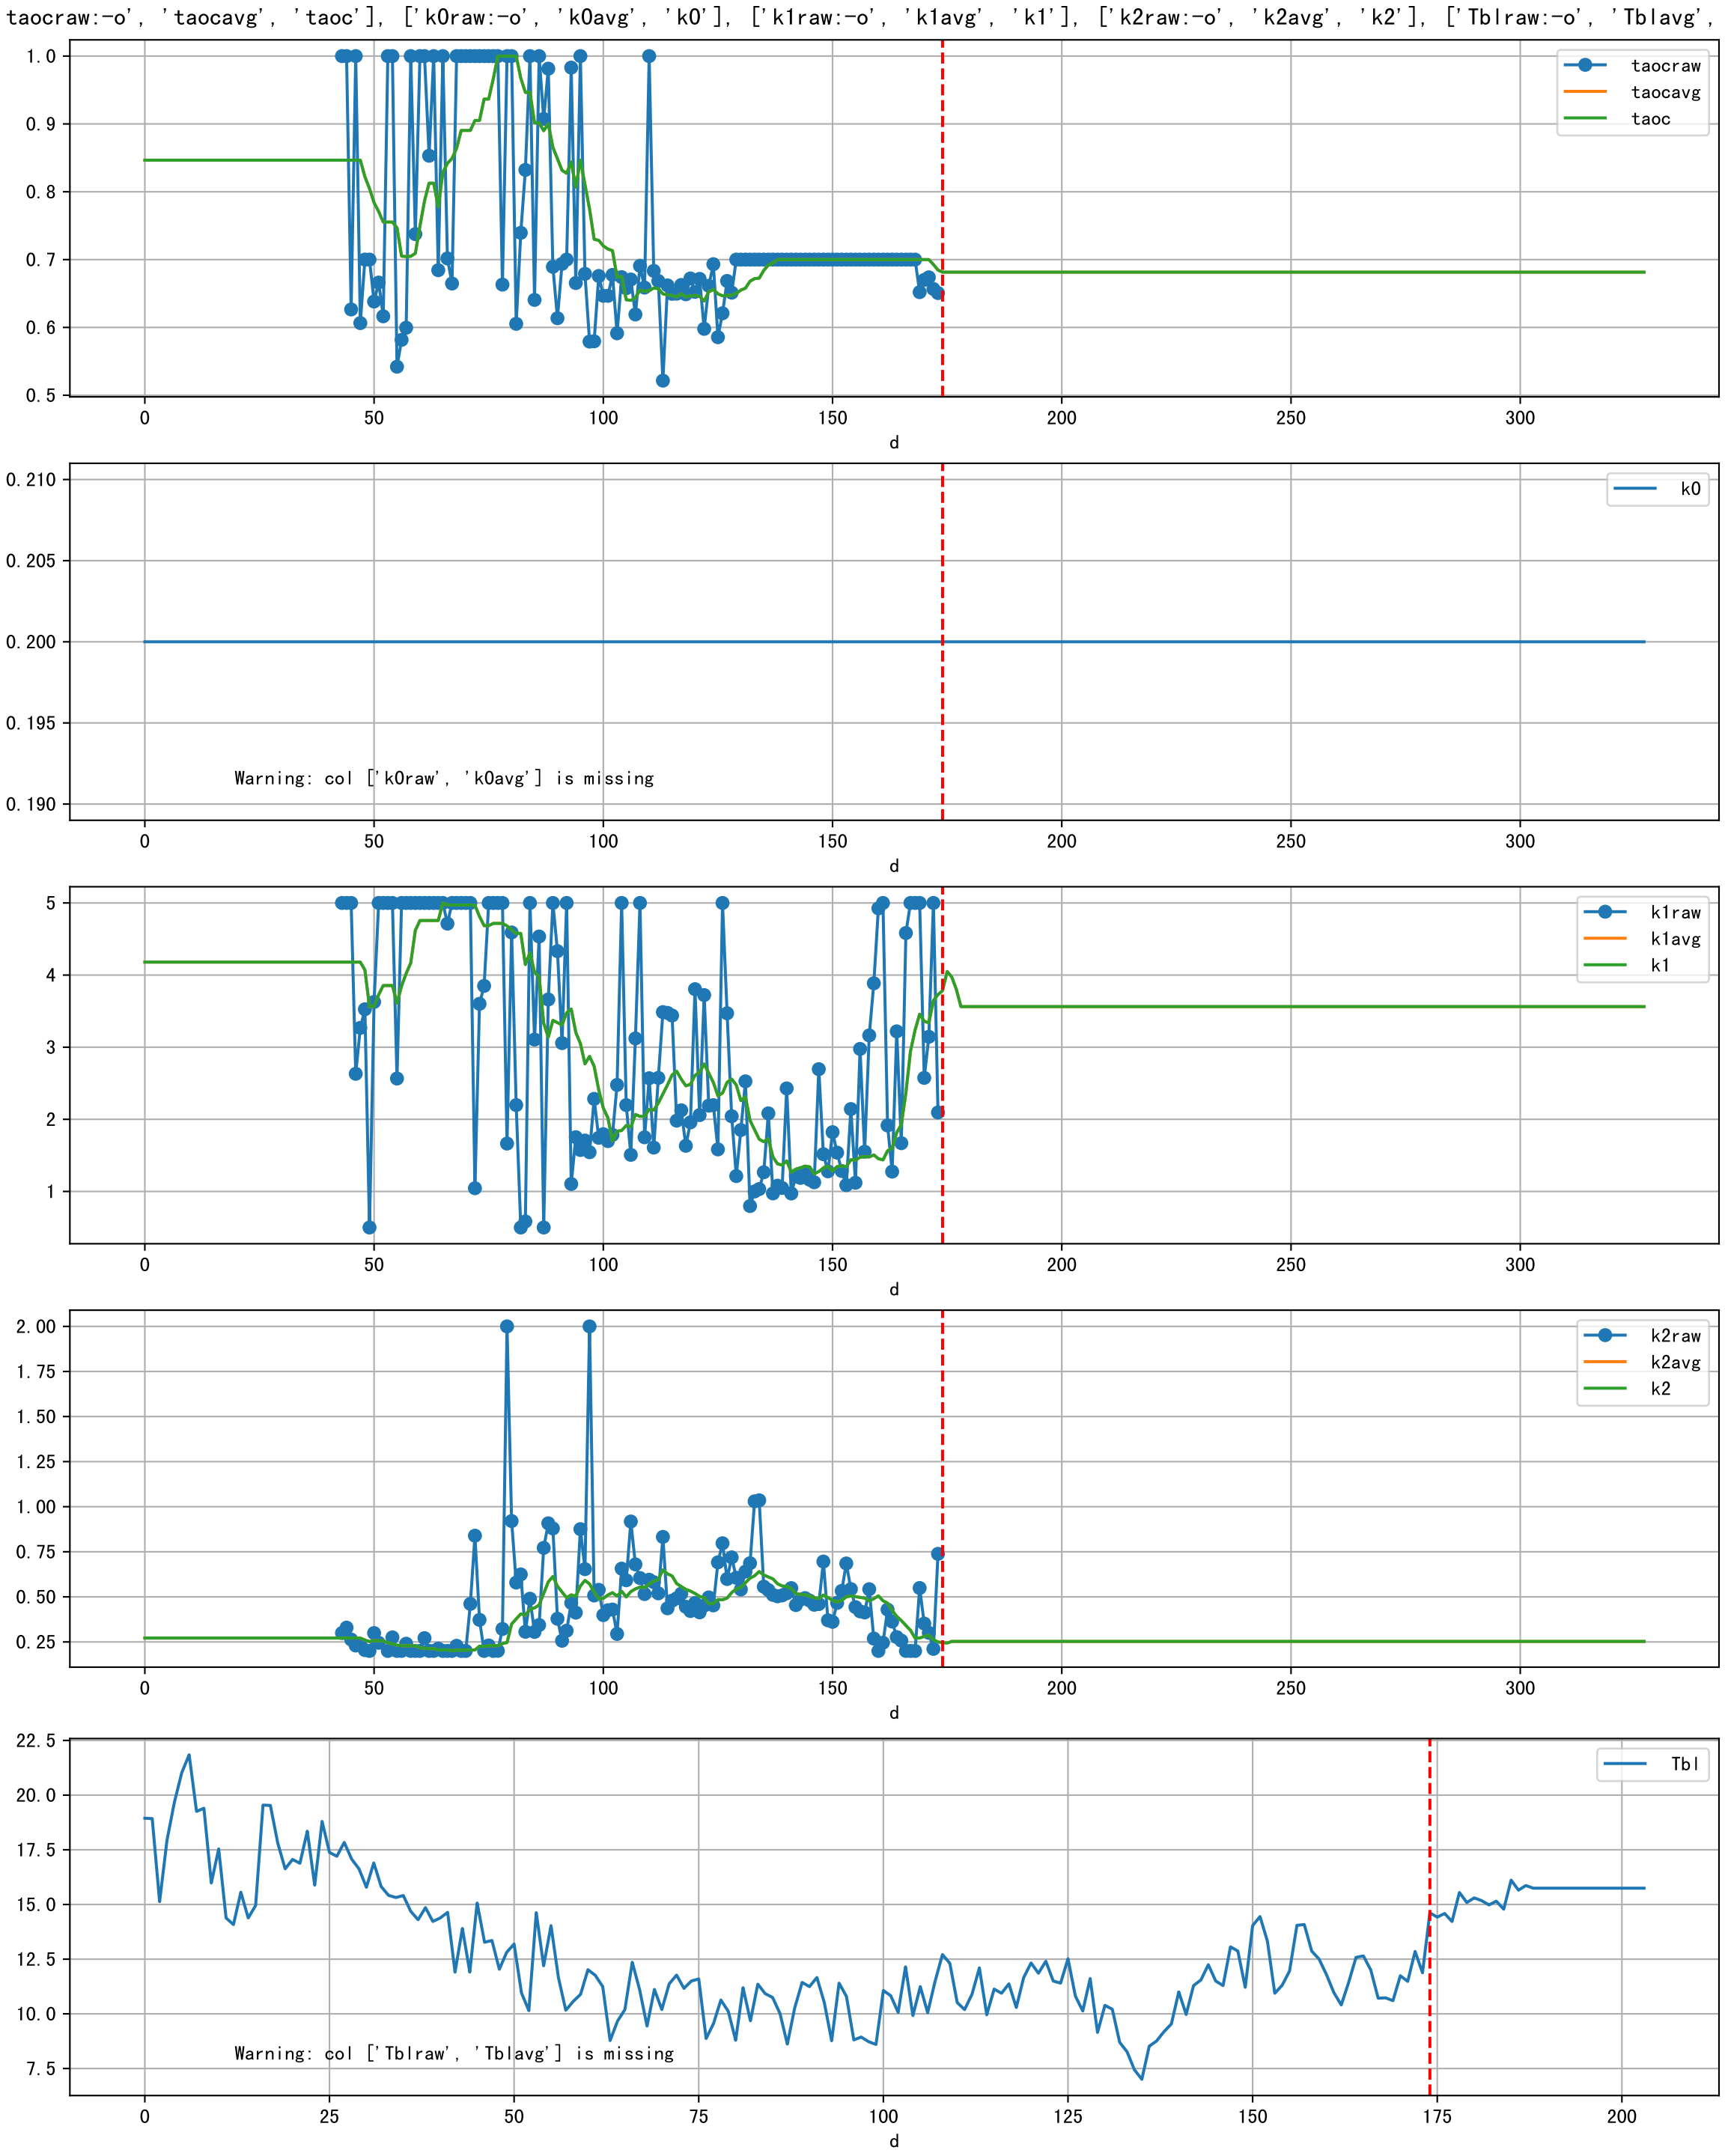 taocraw:-o', 'taocavg', 'taoc'], ['k0raw:-o', 'k0avg', 'k0'], ['k1raw:-o', 'k1avg', 'k1'], ['k2raw:-o', 'k2avg', 'k2'], ['Tblraw:-o', 'Tblavg',
1.0
0.9
0.8
0.7
0.6
0.5
taocraw
taocavg
taoc
0 50 100 150 200 250 300
d
0.210
0.205
0.200
0.195
0.190
k0
Warning: col ['k0raw', 'k0avg'] is missing
0 50 100 150 200 250 300
d
5
4
3
2
1
k1raw
k1avg
k1
0 50 100 150 200 250 300
d
2.00
1.75
1.50
1.25
1.00
0.75
0.50
0.25
k2raw
k2avg
k2
0 50 100 150 200 250 300
d
22.5
20.0
17.5
15.0
12.5
10.0
7.5
Tbl
Warning: col ['Tblraw', 'Tblavg'] is missing
0 25 50 75 100 125 150 175 200
d